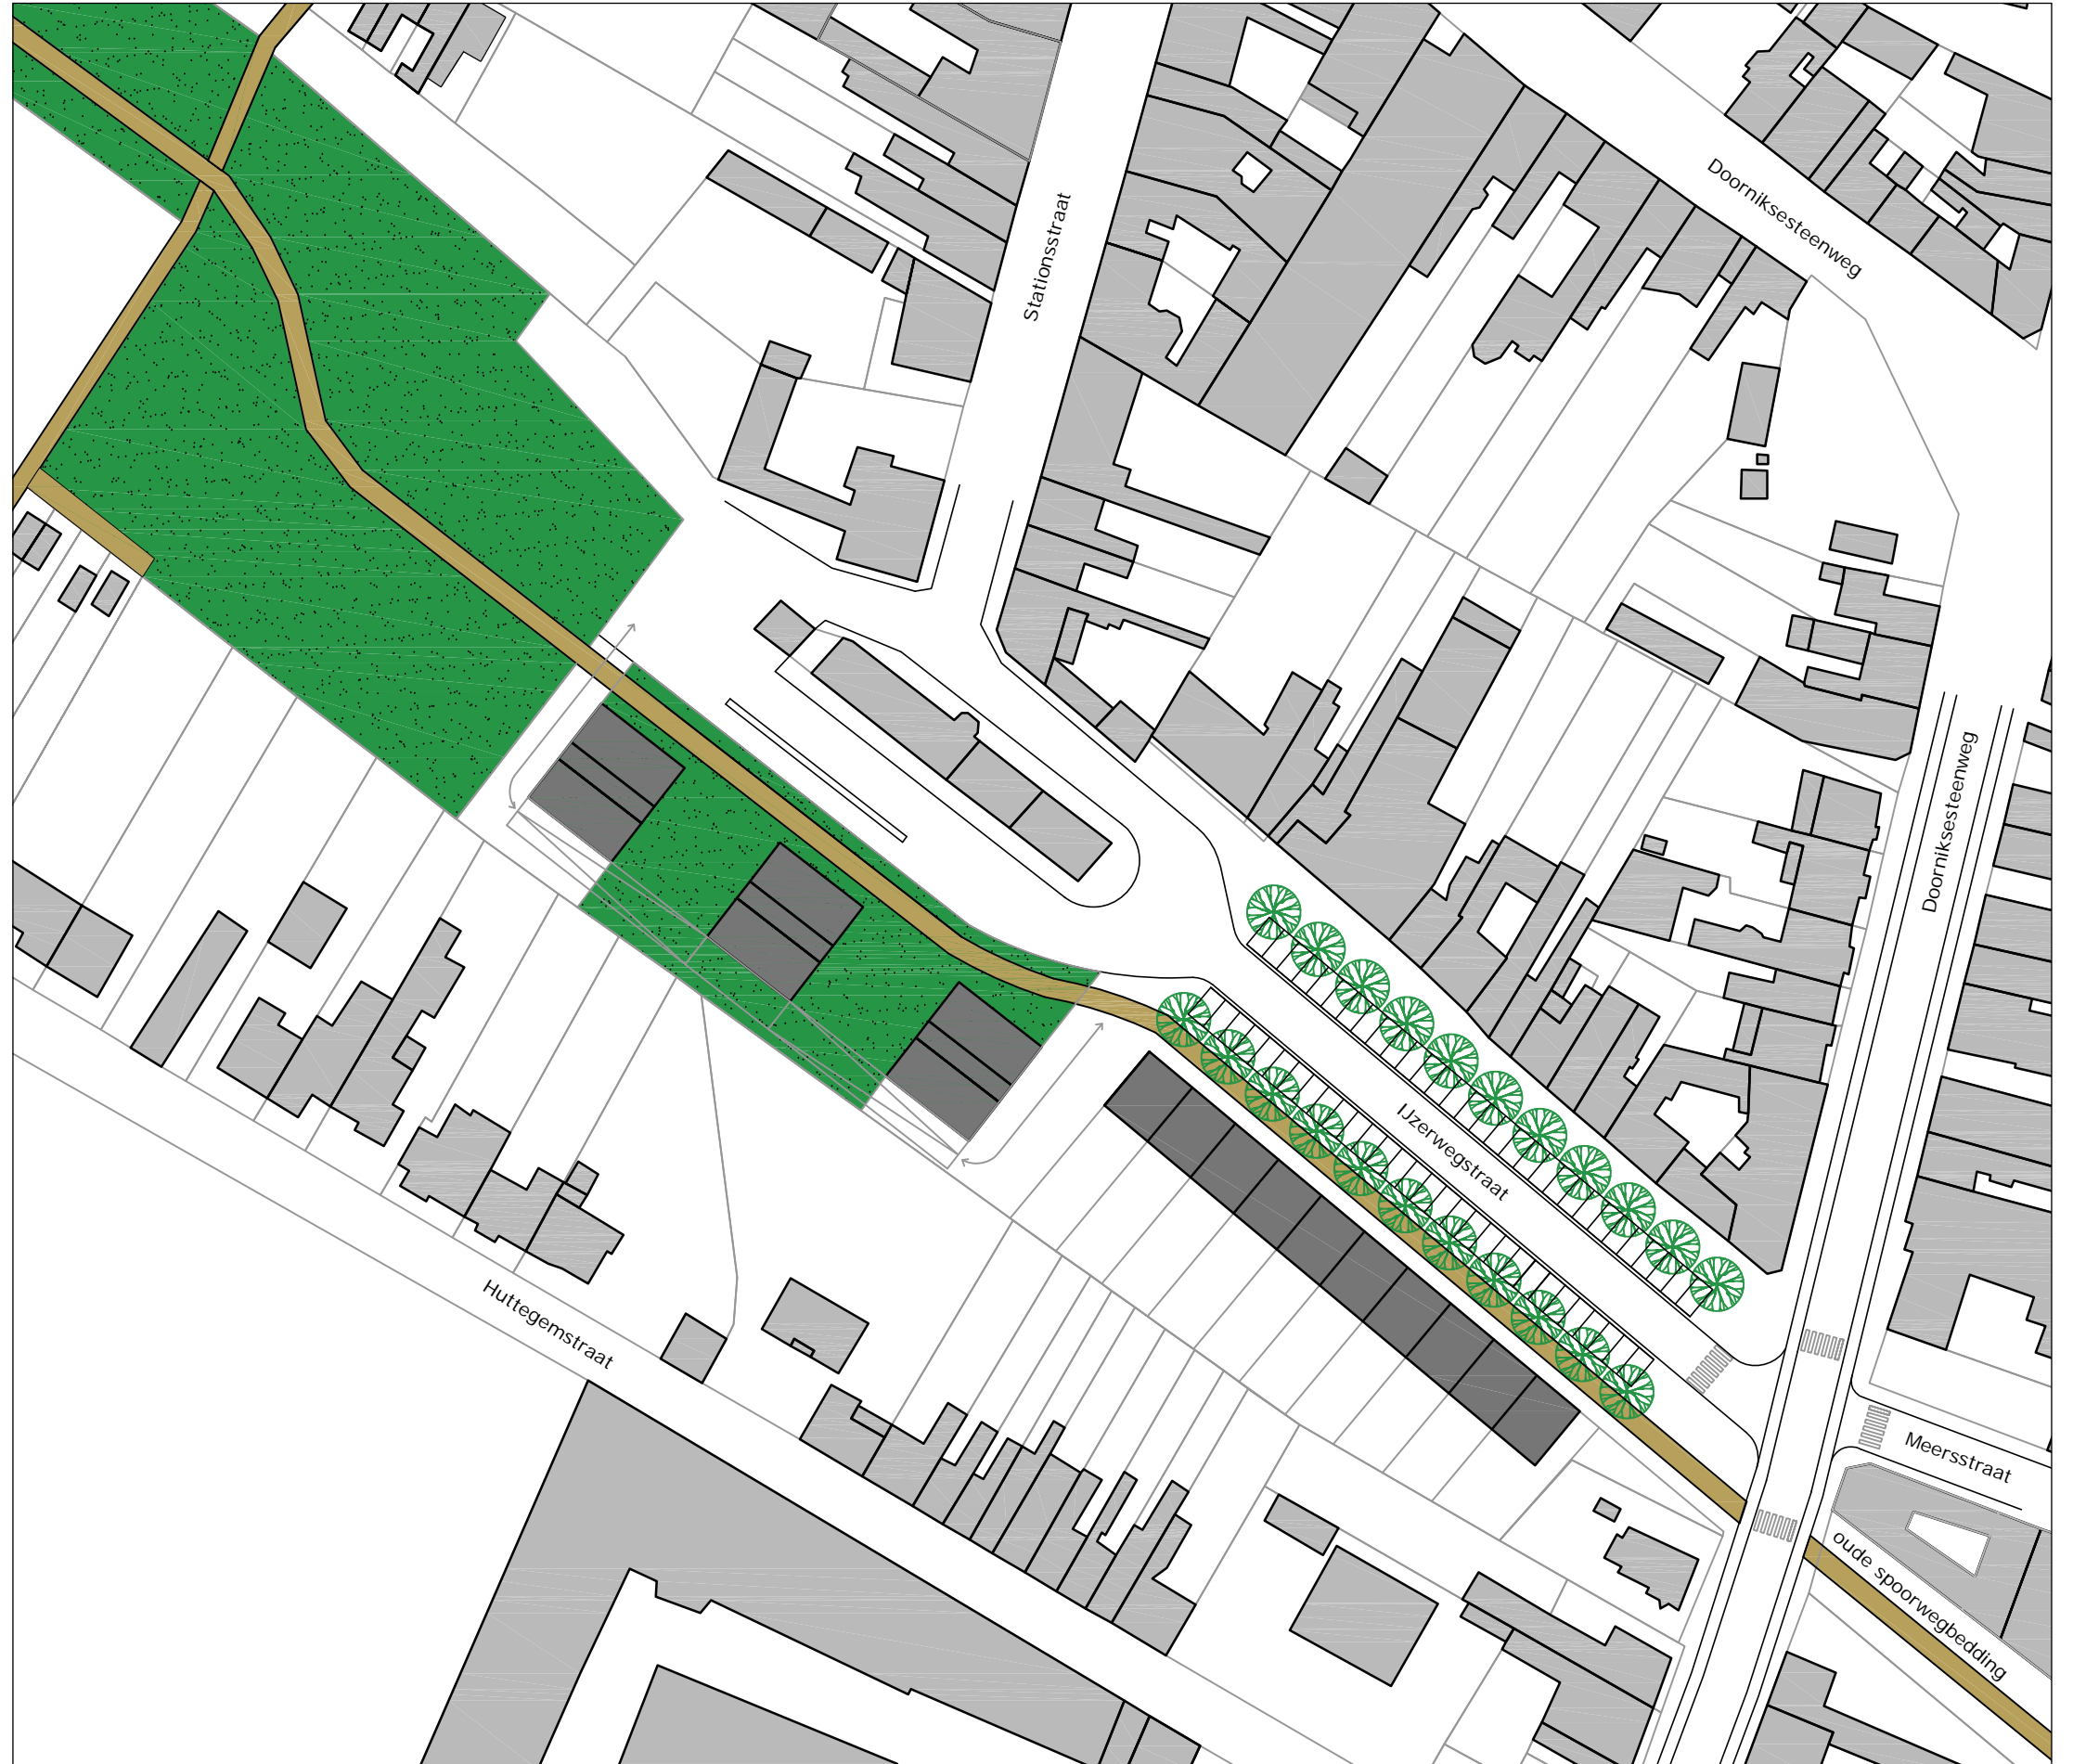 Doorniksesteenweg
Stationsstraat
Doorniksesteenweg
IJzerwegstraat
Huttegemstraat
Meersstraat
oude spoorwegbedding